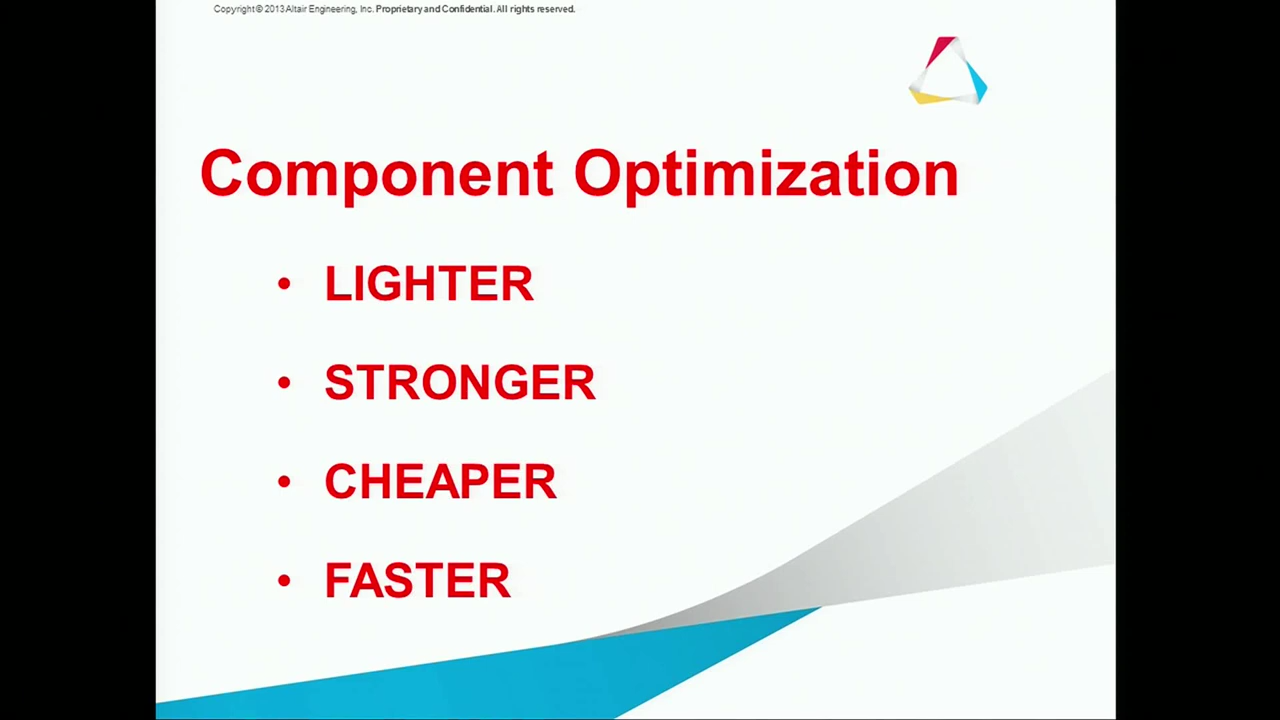 Copyright © 2013 Altair Engineering, Inc. Proprietary and Confidential. All rights reserved.
Component Optimization
• LIGHTER
• STRONGER
• CHEAPER
• FASTER